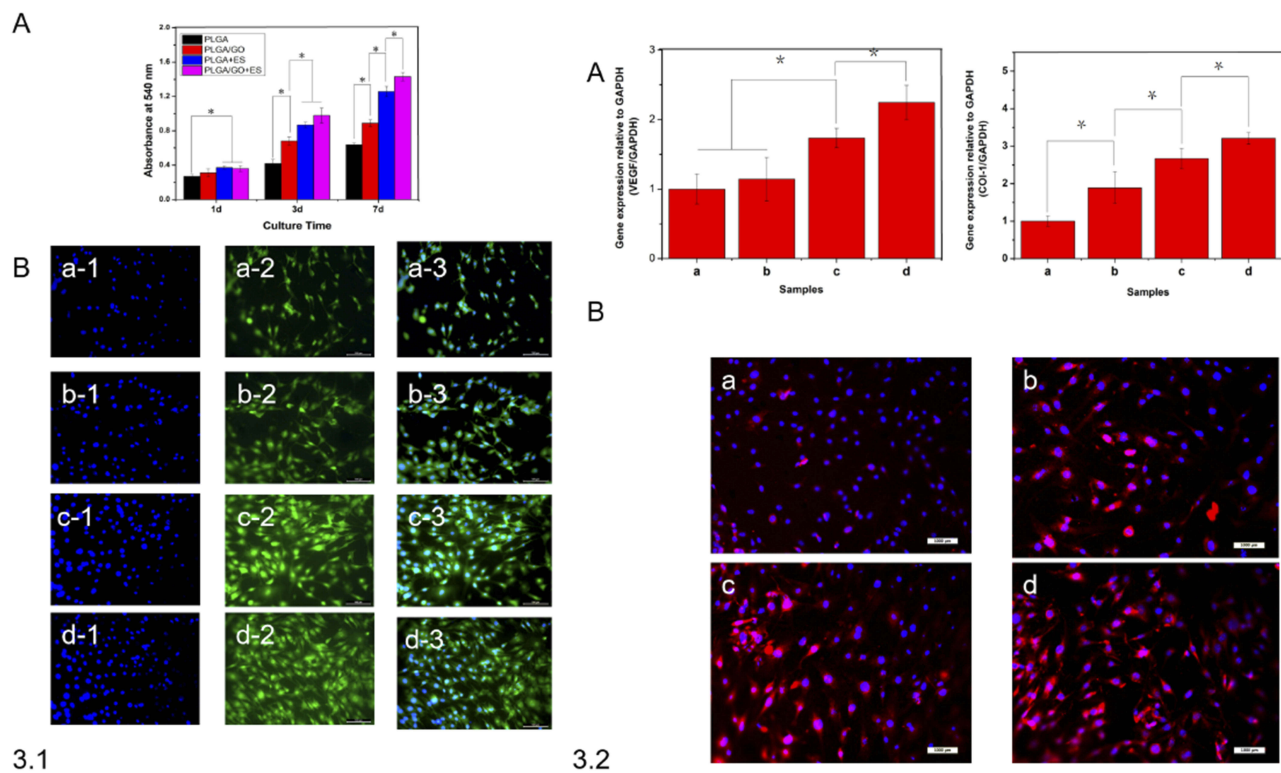 A
PLGA
PLGA/GO
PLGA+ES
PLGA/GO+ES
Absorbance at 540 nm
2.0
1.6
1.2
0.8
0.4
0.0
*
*
*
*
*
*
1d
3d
7d
Culture Time
B
a-1
a-2
a-3
b-1
b-2
b-3
c-1
c-2
c-3
d-1
d-2
d-3
3.1
A
Gene expression relative to GAPDH
(VEGF/GAPDH)
3
2
1
0
*
*
a
b
c
d
Samples
Gene expression relative to GAPDH
(COI-1/GAPDH)
5
4
3
2
1
0
*
*
*
a
b
c
d
Samples
B
a
b
c
d
3.2